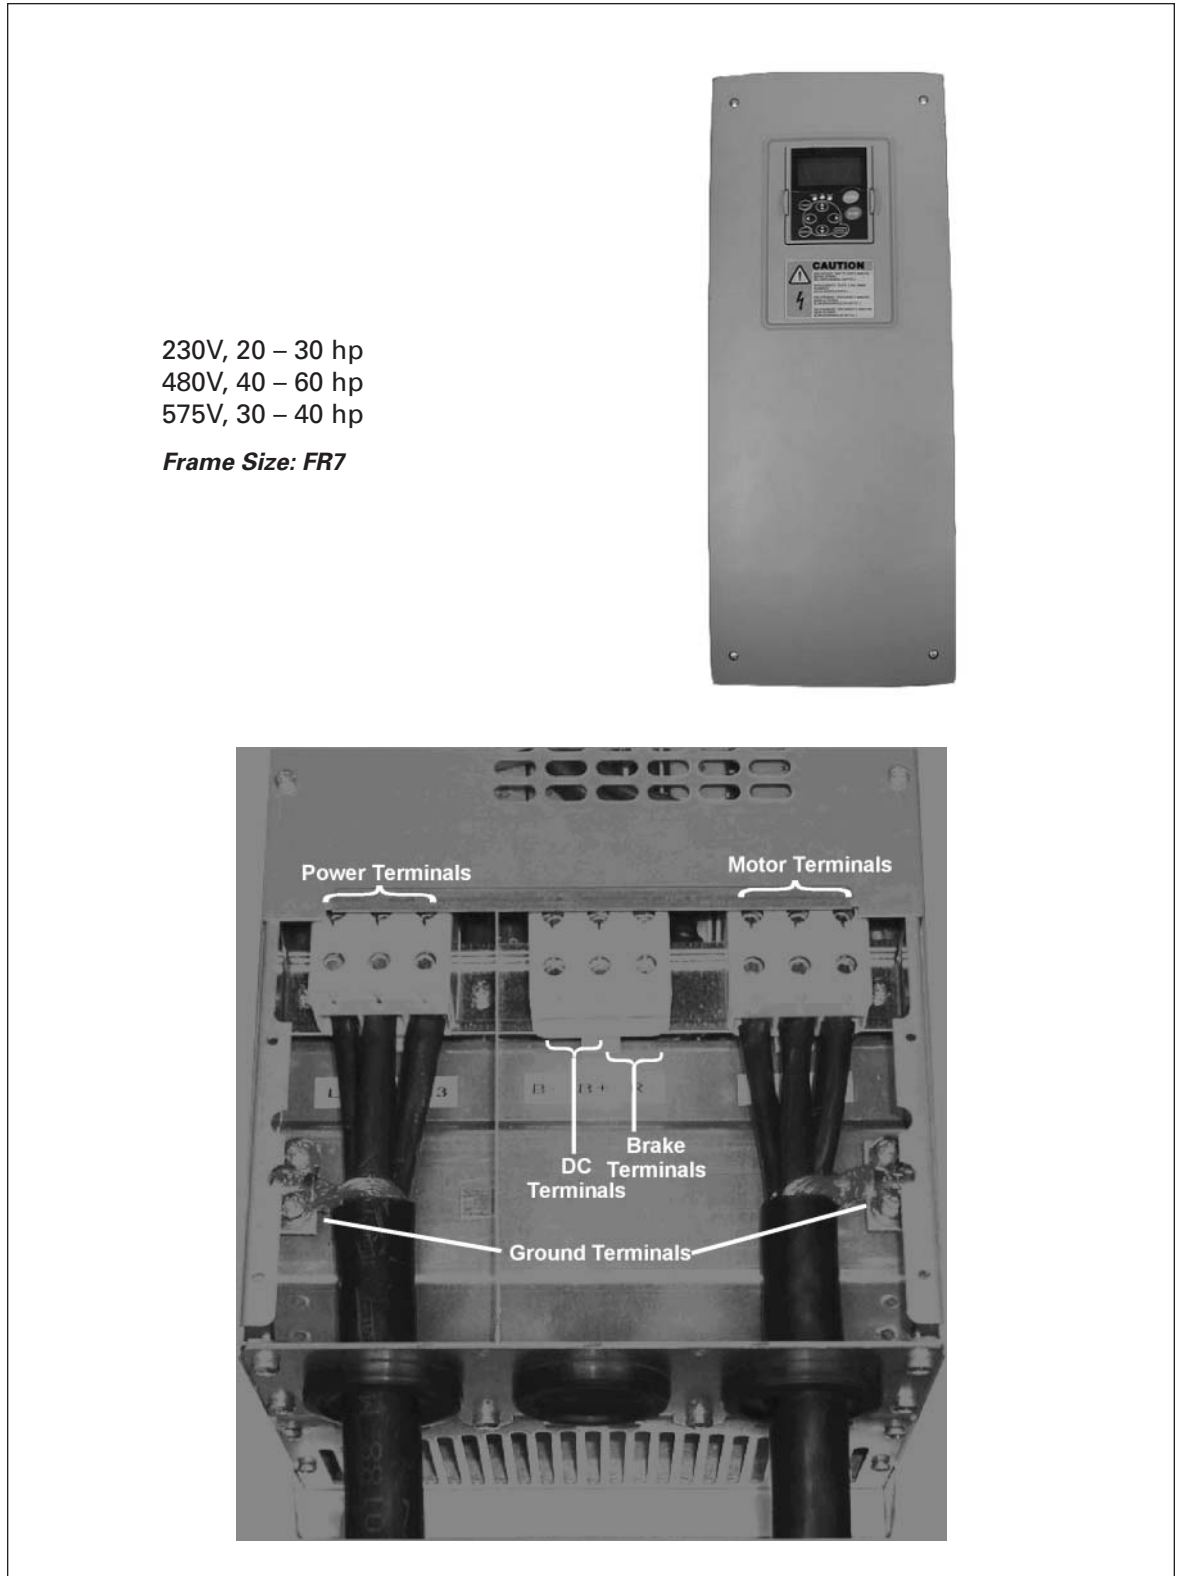 230V, 20 – 30 hp
480V, 40 – 60 hp
575V, 30 – 40 hp
Frame Size: FR7
CAUTION
Power Terminals
Motor Terminals
B- B+ R
DC
Terminals
Brake
Terminals
Ground Terminals
0188